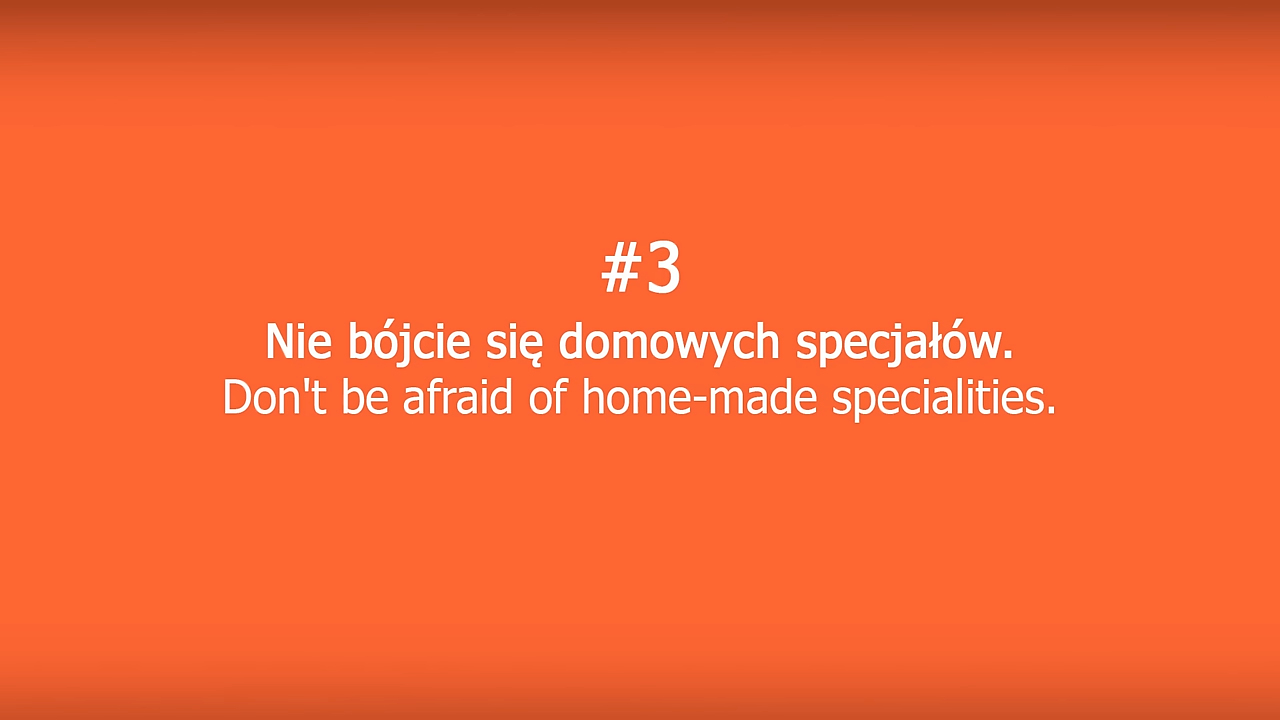 #3
Nie bójcie się domowych specjałów.
Don't be afraid of home-made specialities.